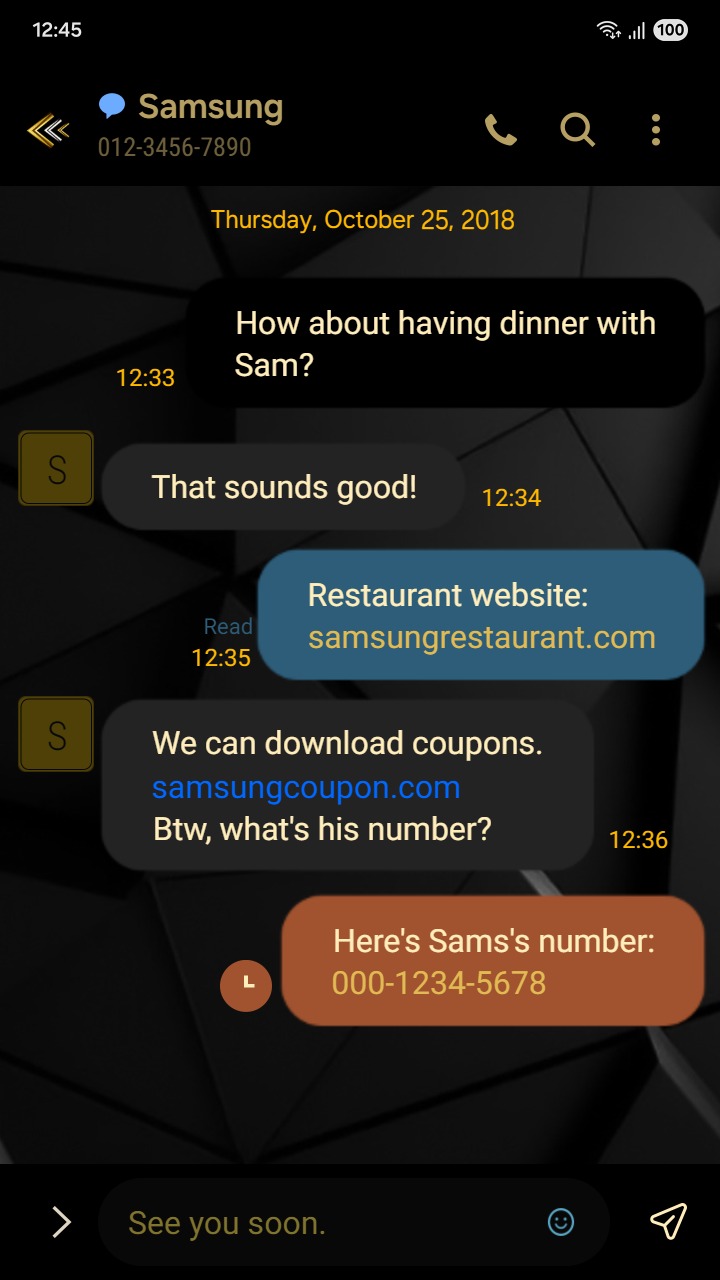 12:45
100
Samsung
012-3456-7890
Thursday, October 25, 2018
How about having dinner with
Sam?
12:33
S
That sounds good!
12:34
Restaurant website:
samsungrestaurant.com
Read
12:35
S
We can download coupons.
samsungcoupon.com
Btw, what's his number?
12:36
Here's Sams's number:
000-1234-5678
See you soon.